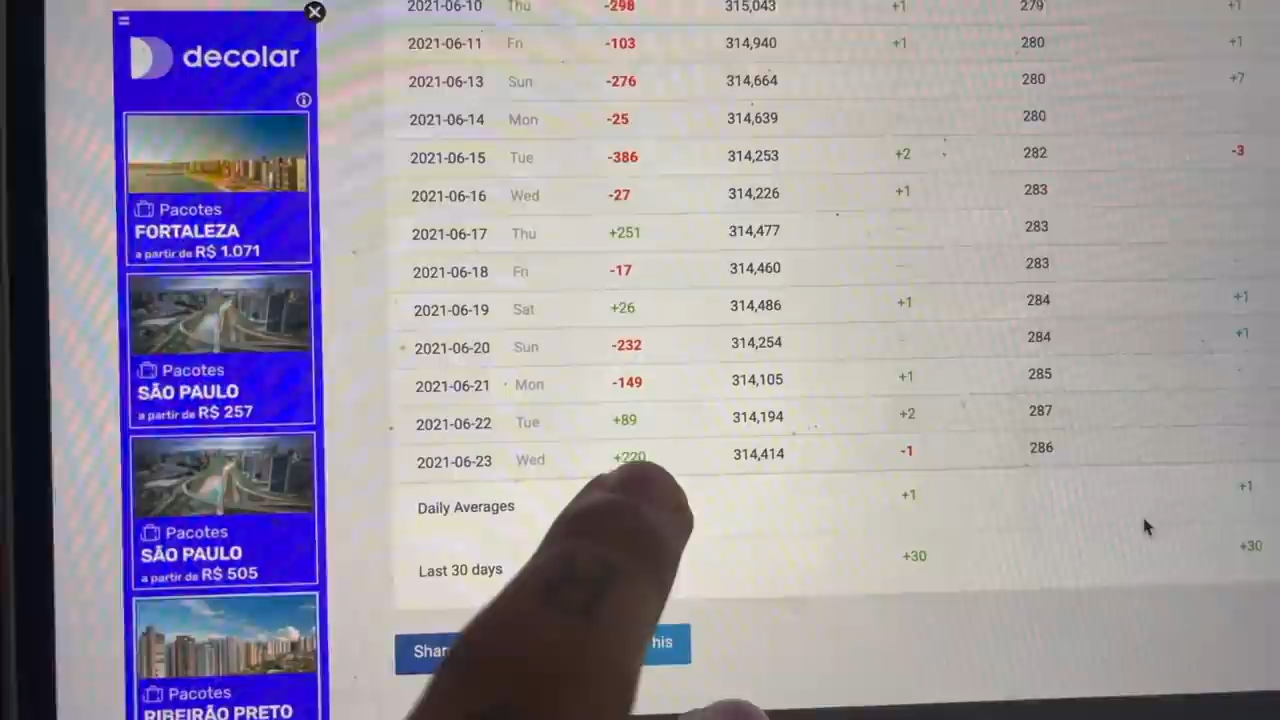 decolar
Pacotes
FORTALEZA
a partir de R$ 1.071
Pacotes
SÃO PAULO
a partir de R$ 257
Pacotes
SÃO PAULO
a partir de R$ 505
Pacotes
RIBEIRÃO PRETO
2021-06-10 Thu -298 315,043 +1 279 +1
2021-06-11 Fri -103 314,940 +1 280 +1
2021-06-13 Sun -276 314,664 280 +7
2021-06-14 Mon -25 314,639 280
2021-06-15 Tue -386 314,253 +2 282 -3
2021-06-16 Wed -27 314,226 +1 283
2021-06-17 Thu +251 314,477 283
2021-06-18 Fri -17 314,460 283
2021-06-19 Sat +26 314,486 +1 284 +1
2021-06-20 Sun -232 314,254 284 +1
2021-06-21 Mon -149 314,105 +1 285
2021-06-22 Tue +89 314,194 +2 287
2021-06-23 Wed +220 314,414 -1 286
Daily Averages +1 +1
Last 30 days +30 +30